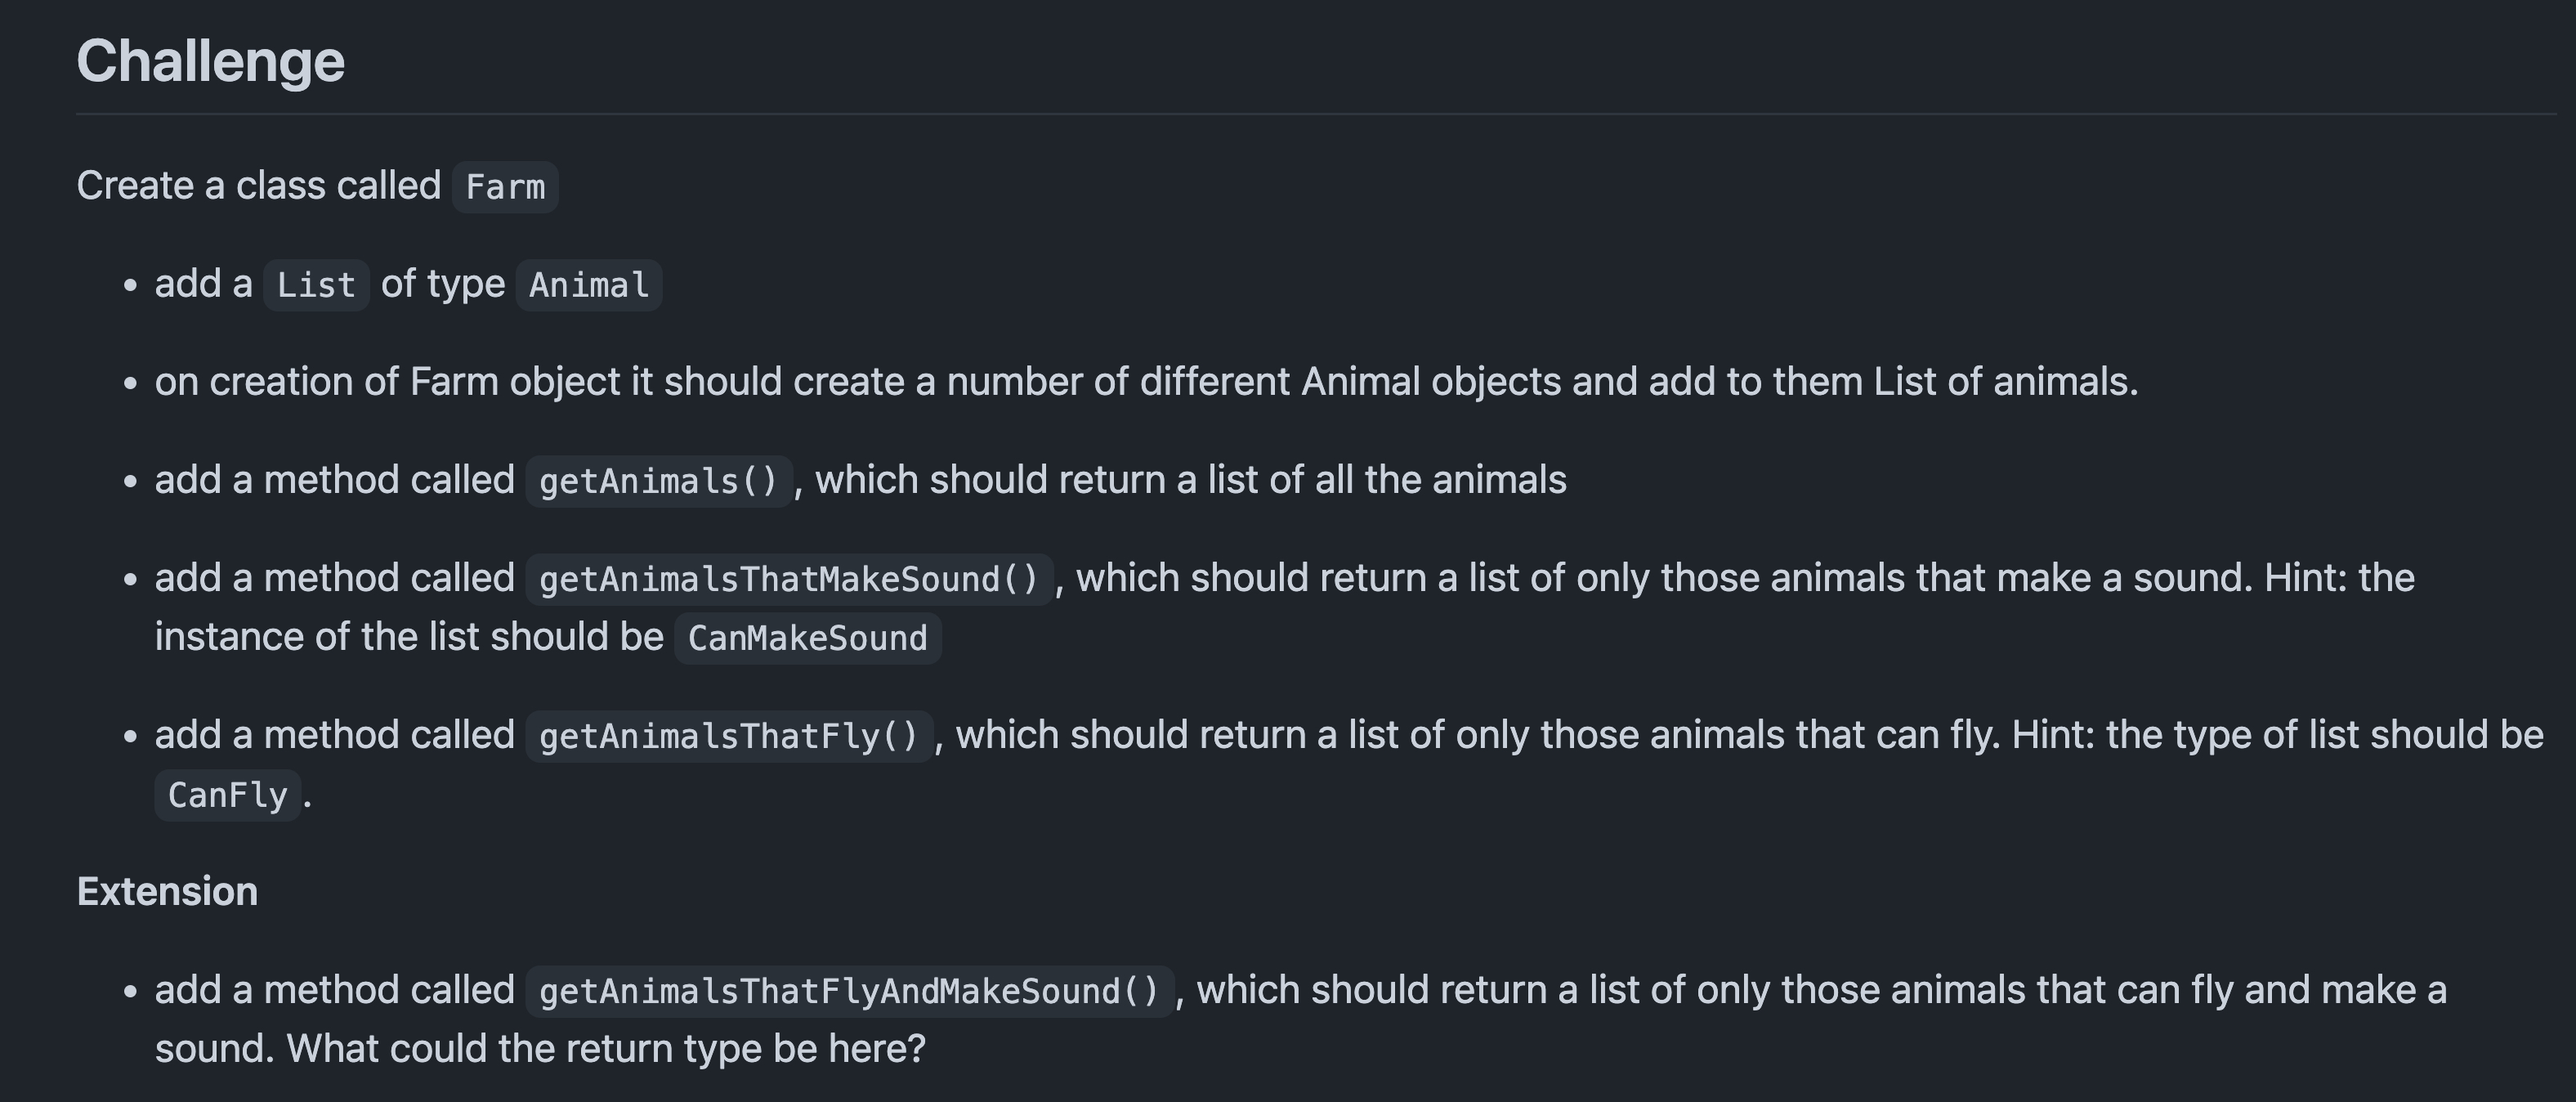 Challenge
Create a class called Farm
• add a List of type Animal
• on creation of Farm object it should create a number of different Animal objects and add to them List of animals.
• add a method called getAnimals(), which should return a list of all the animals
• add a method called getAnimalsThatMakeSound(), which should return a list of only those animals that make a sound. Hint: the
instance of the list should be CanMakeSound
• add a method called getAnimalsThatFly(), which should return a list of only those animals that can fly. Hint: the type of list should be
CanFly.
Extension
• add a method called getAnimalsThatFlyAndMakeSound(), which should return a list of only those animals that can fly and make a
sound. What could the return type be here?